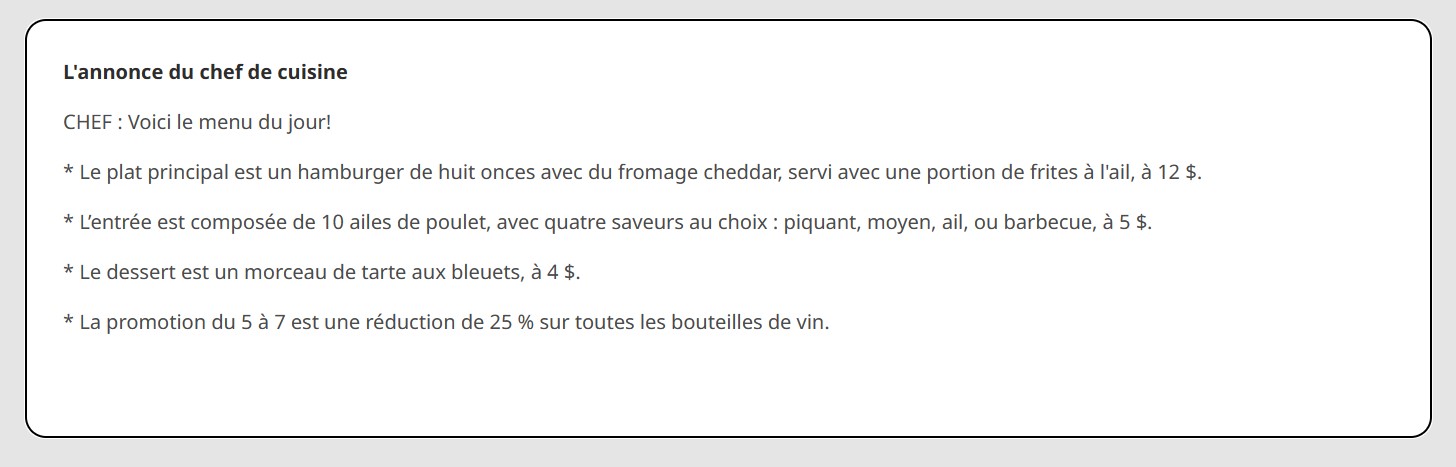 L'annonce du chef de cuisine
CHEF : Voici le menu du jour!
* Le plat principal est un hamburger de huit onces avec du fromage cheddar, servi avec une portion de frites à l'ail, à 12 $.
* L’entrée est composée de 10 ailes de poulet, avec quatre saveurs au choix : piquant, moyen, ail, ou barbecue, à 5 $.
* Le dessert est un morceau de tarte aux bleuets, à 4 $.
* La promotion du 5 à 7 est une réduction de 25 % sur toutes les bouteilles de vin.